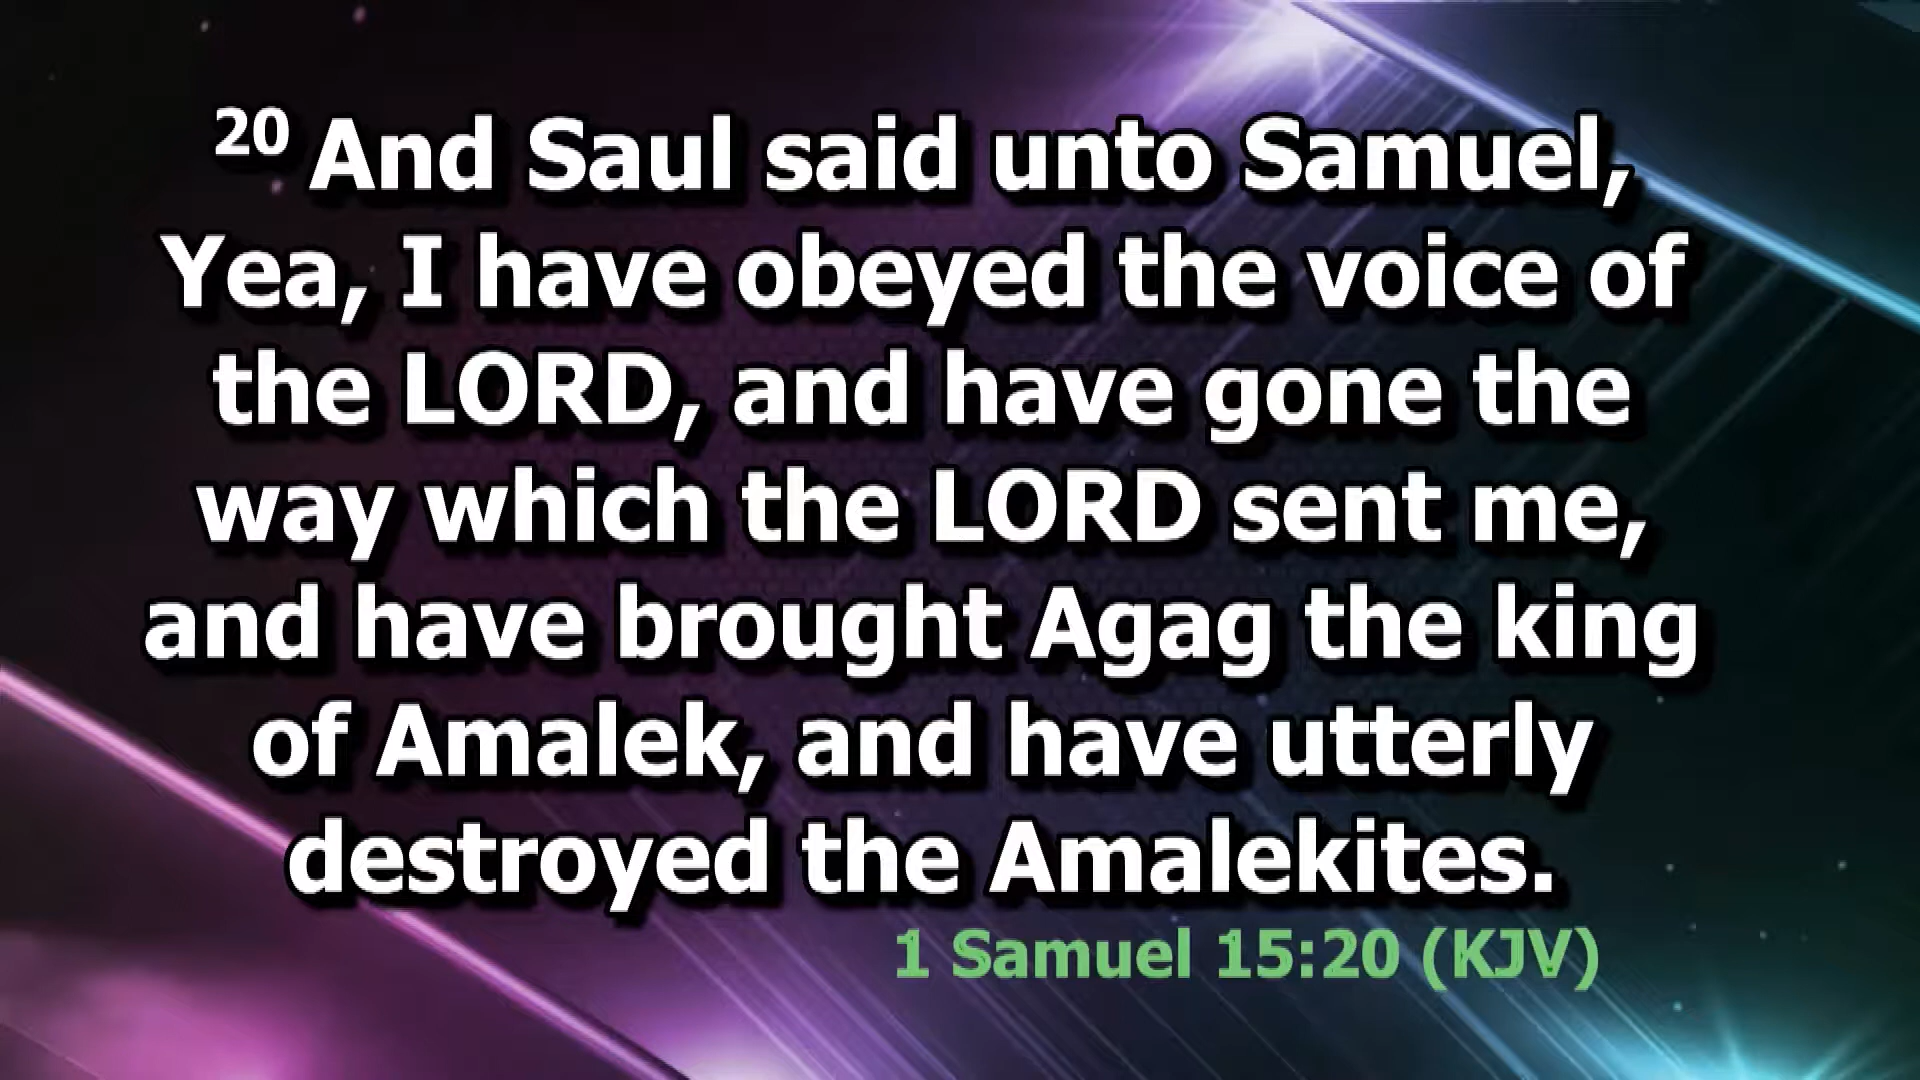 20 And Saul said unto Samuel,
Yea, I have obeyed the voice of
the LORD, and have gone the
way which the LORD sent me,
and have brought Agag the king
of Amalek, and have utterly
destroyed the Amalekites.
1 Samuel 15:20 (KJV)